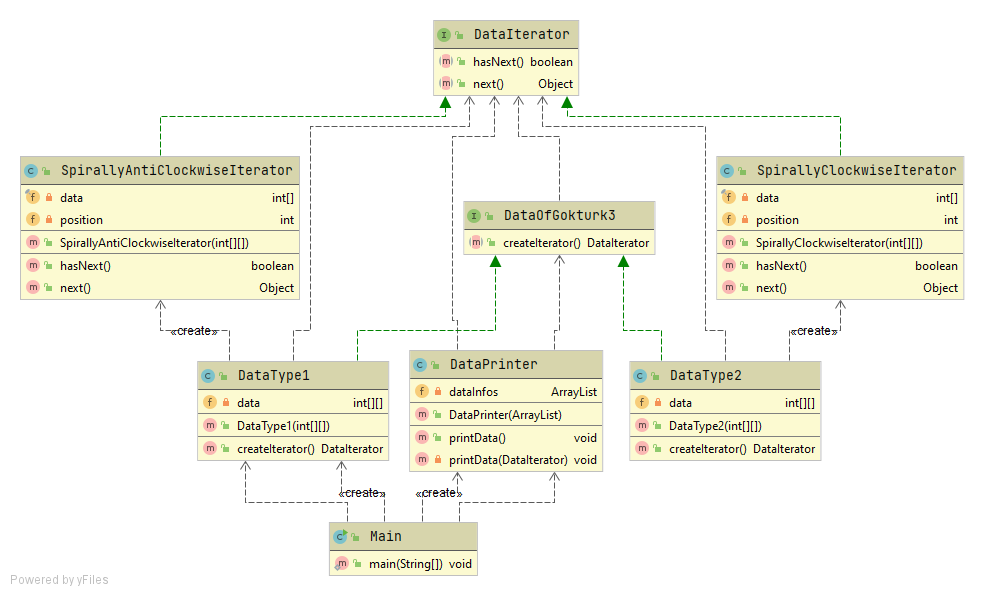 DataIterator
hasNext() boolean
next() Object
SpirallyAntiClockwiseIterator
data int[]
position int
SpirallyAntiClockwiseIterator(int[][])
hasNext() boolean
next() Object
DataOfGokturk3
createIterator() DataIterator
SpirallyClockwiseIterator
data int[]
position int
SpirallyClockwiseIterator(int[][])
hasNext() boolean
next() Object
«create»
«create»
DataType1
data int[][]
DataType1(int[][])
createIterator() DataIterator
DataPrinter
dataInfos ArrayList
DataPrinter(ArrayList)
printData() void
printData(DataIterator) void
DataType2
data int[][]
DataType2(int[][])
createIterator() DataIterator
«create»
«create»
Main
main(String[]) void
Powered by yFiles